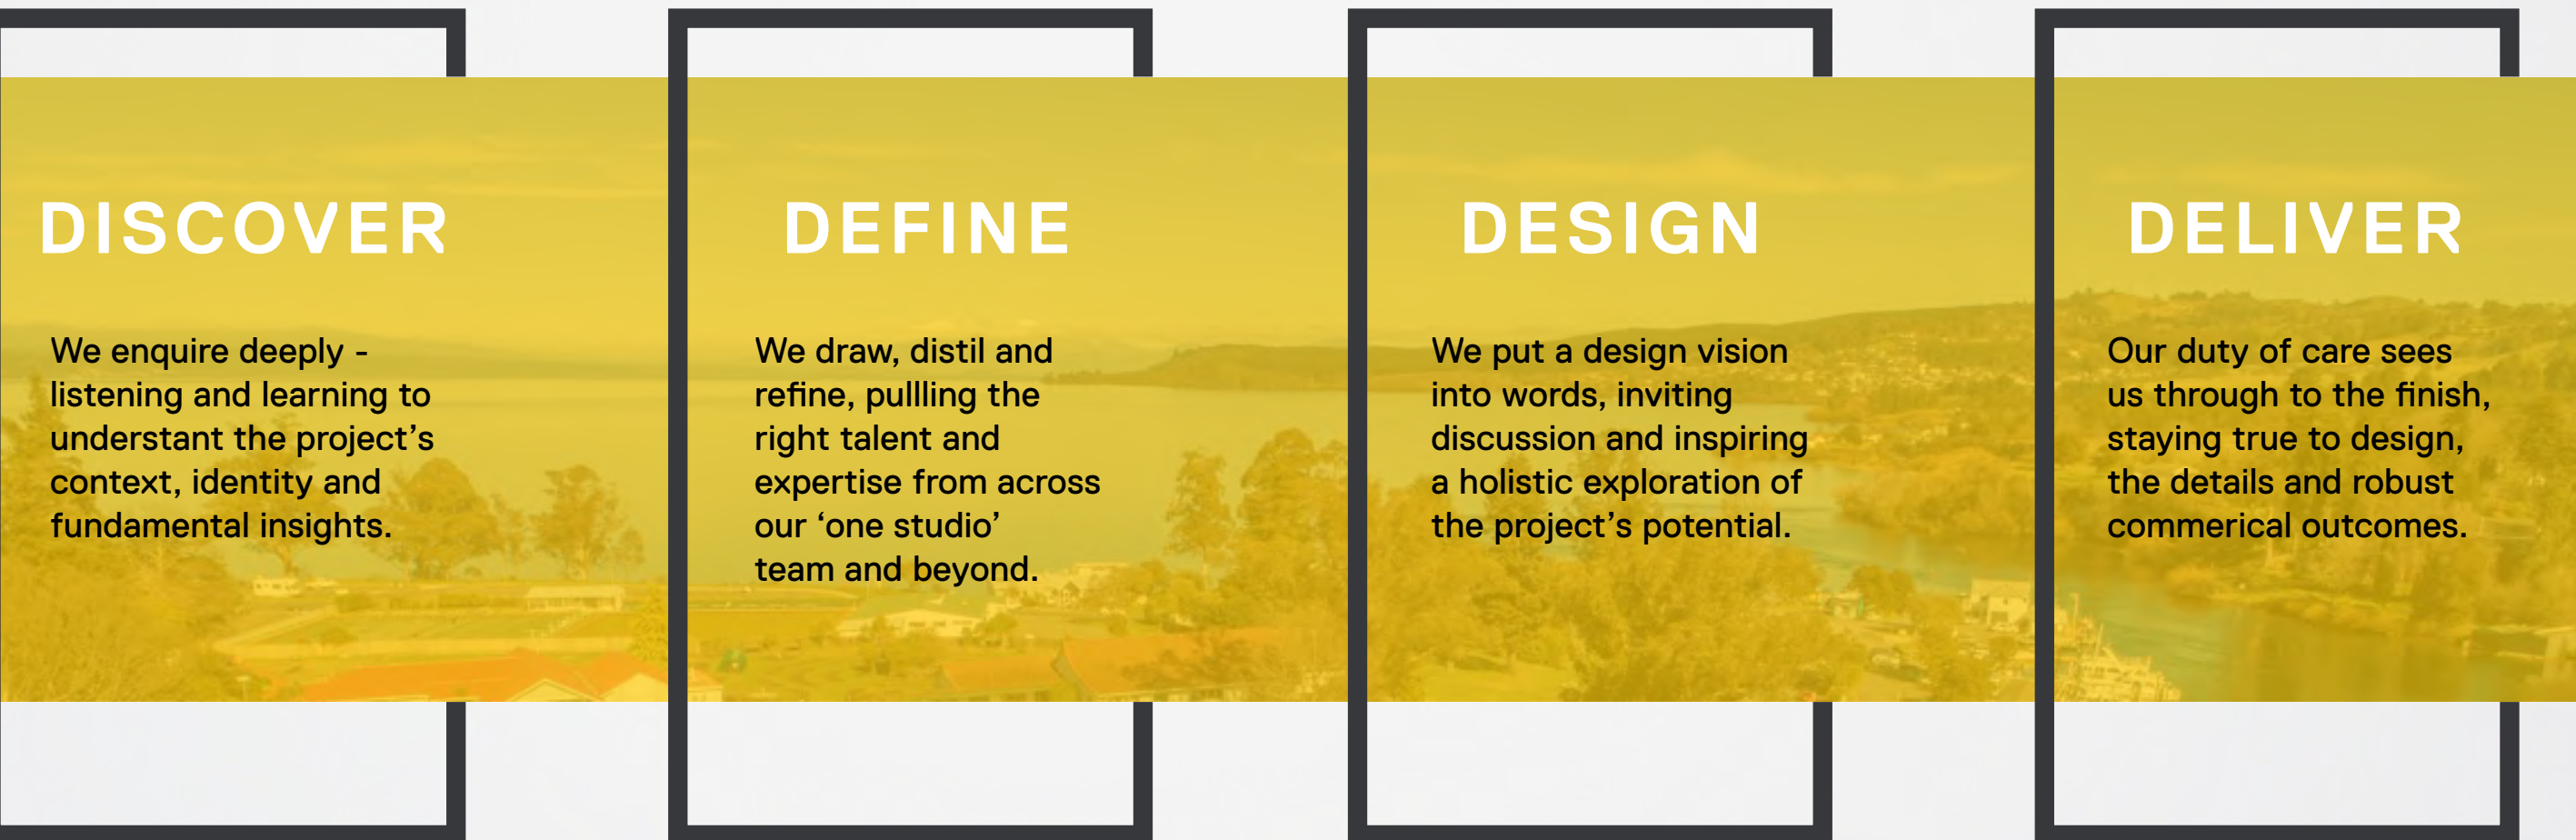 DISCOVER
We enquire deeply -
listening and learning to
understant the project’s
context, identity and
fundamental insights.
DEFINE
We draw, distil and
refine, pullling the
right talent and
expertise from across
our ‘one studio’
team and beyond.
DESIGN
We put a design vision
into words, inviting
discussion and inspiring
a holistic exploration of
the project’s potential.
DELIVER
Our duty of care sees
us through to the finish,
staying true to design,
the details and robust
commerical outcomes.